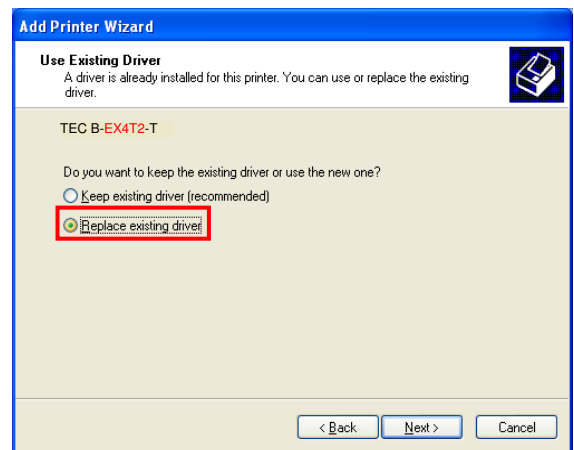 Add Printer Wizard
Use Existing Driver
A driver is already installed for this printer. You can use or replace the existing
driver.
TEC B-EX4T2-T
Do you want to keep the existing driver or use the new one?
Keep existing driver (recommended)
Replace existing driver
< Back Next > Cancel